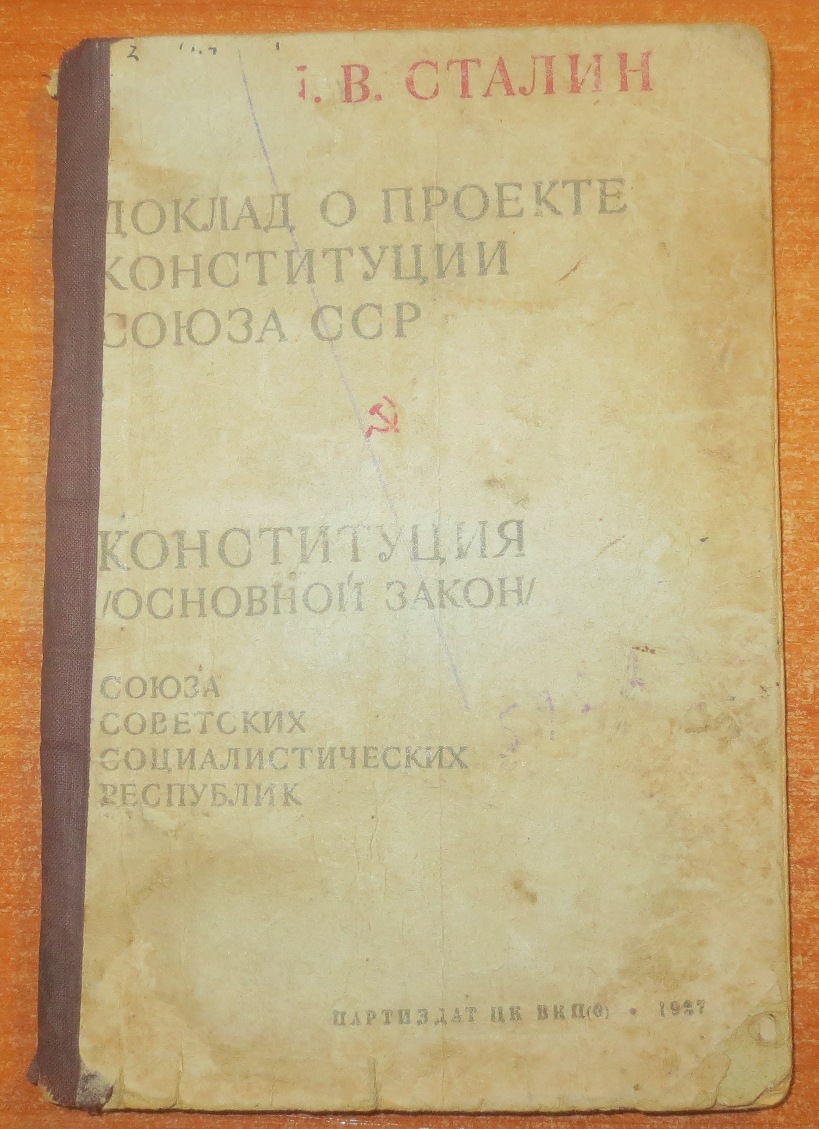 И. В. СТАЛИН
ДОКЛАД О ПРОЕКТЕ
КОНСТИТУЦИИ
СОЮЗА ССР
КОНСТИТУЦИЯ
/ОСНОВНОЙ ЗАКОН/
СОЮЗА
СОВЕТСКИХ
СОЦИАЛИСТИЧЕСКИХ
РЕСПУБЛИК
ПАРТИЗДАТ ЦК ВКП(б) • 1937